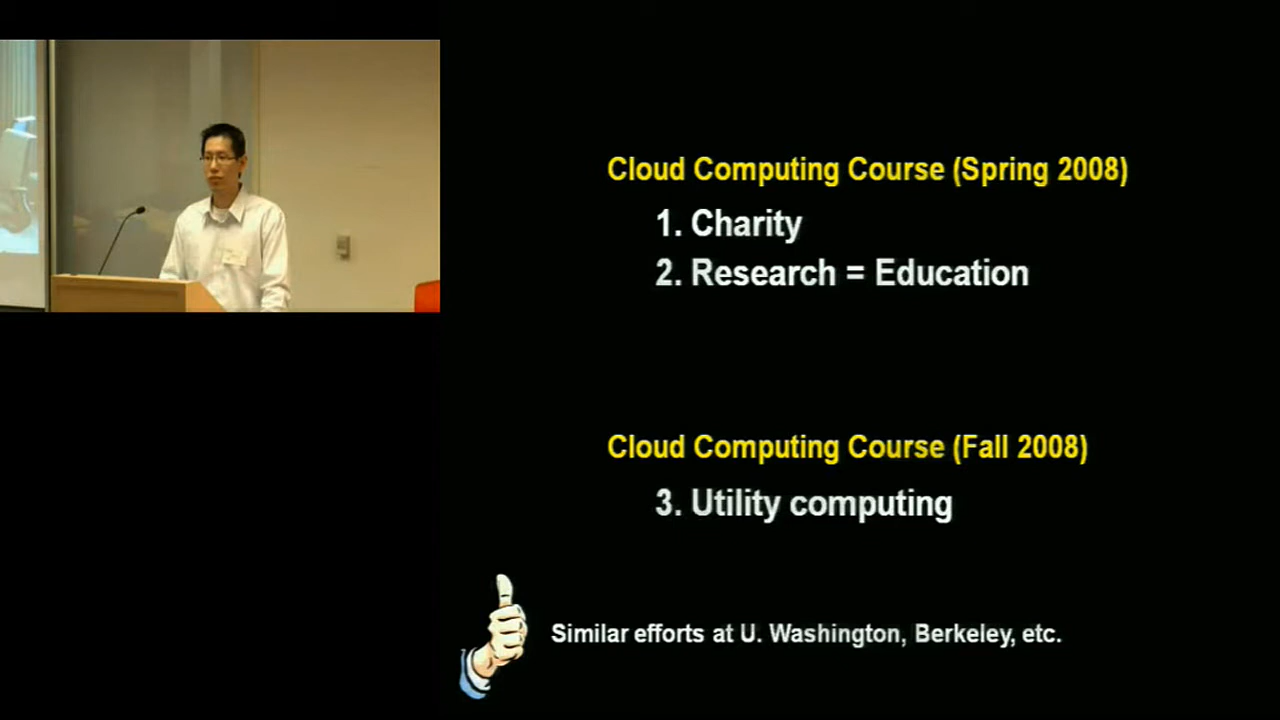 Cloud Computing Course (Spring 2008)
1. Charity
2. Research = Education
Cloud Computing Course (Fall 2008)
3. Utility computing
Similar efforts at U. Washington, Berkeley, etc.